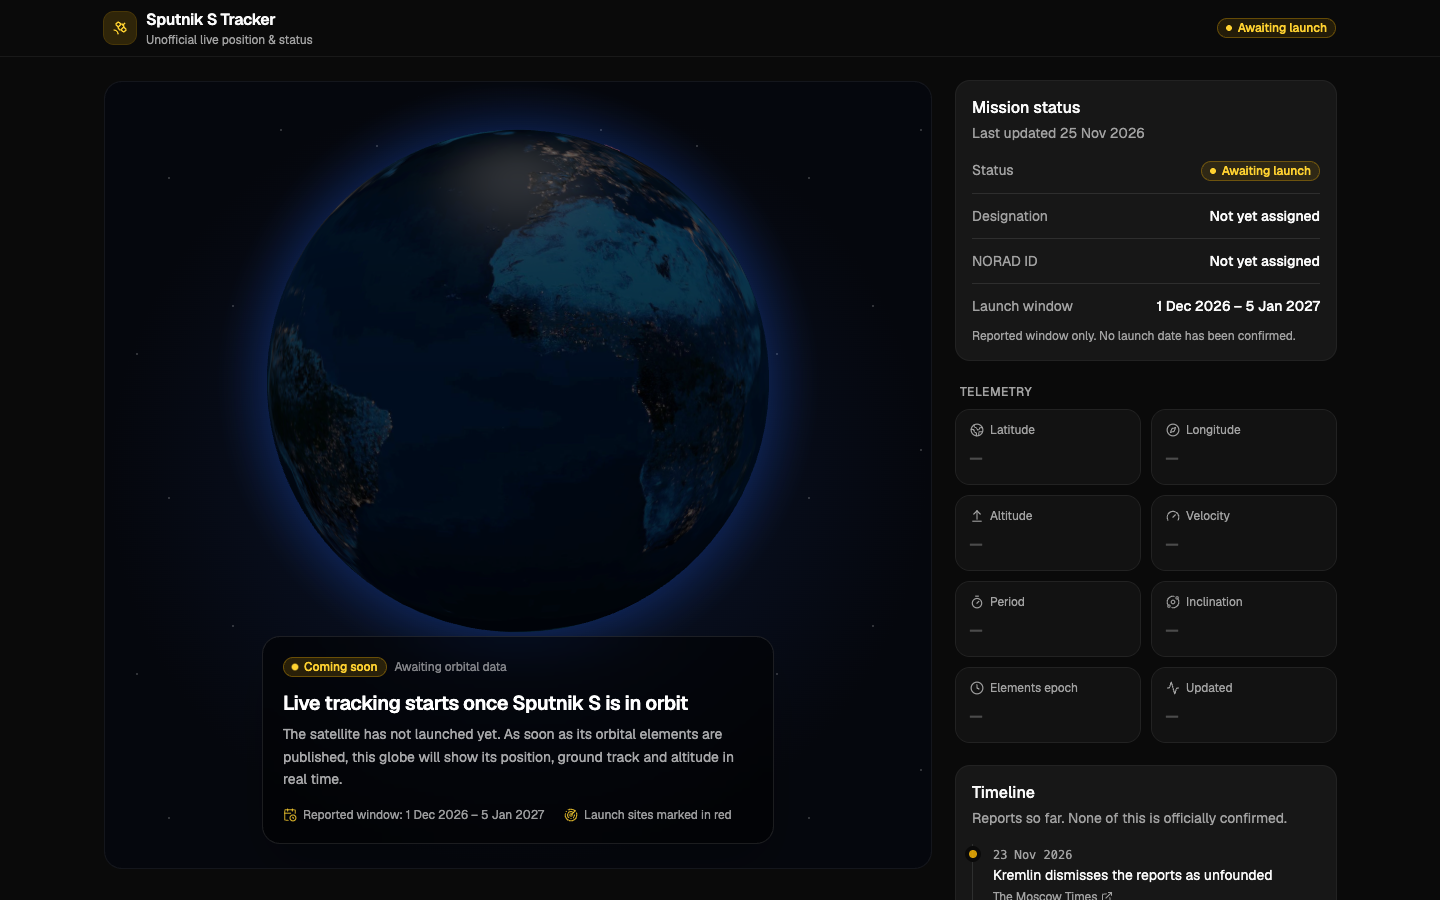 Sputnik S Tracker
Unofficial live position & status
Awaiting launch
Coming soon
Awaiting orbital data
Live tracking starts once Sputnik S is in orbit
The satellite has not launched yet. As soon as its orbital elements are
published, this globe will show its position, ground track and altitude in
real time.
Reported window: 1 Dec 2026 – 5 Jan 2027
Launch sites marked in red
Mission status
Last updated 25 Nov 2026
Status
Awaiting launch
Designation
Not yet assigned
NORAD ID
Not yet assigned
Launch window
1 Dec 2026 – 5 Jan 2027
Reported window only. No launch date has been confirmed.
TELEMETRY
Latitude
—
Longitude
—
Altitude
—
Velocity
—
Period
—
Inclination
—
Elements epoch
—
Updated
—
Timeline
Reports so far. None of this is officially confirmed.
23 Nov 2026
Kremlin dismisses the reports as unfounded
The Moscow Times